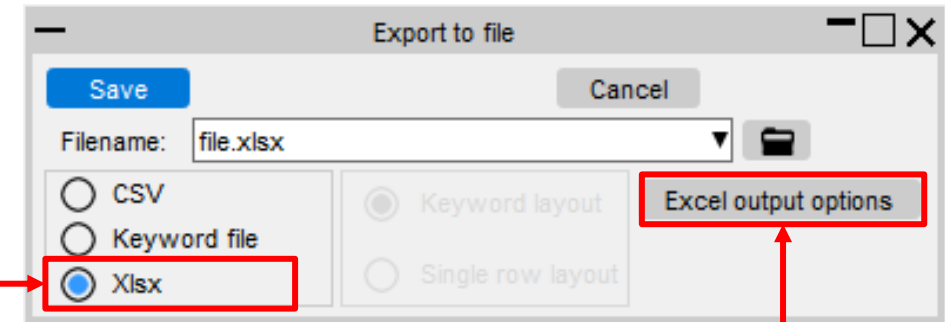 Export to file
Save
Cancel
Filename:
file.xlsx
CSV
Keyword layout
Excel output options
Keyword file
Xlsx
Single row layout